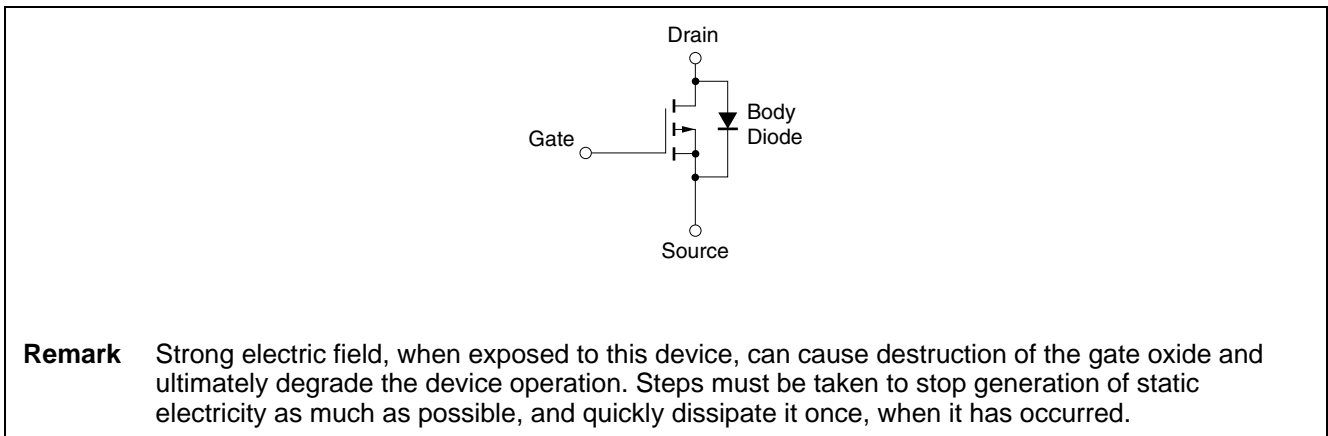 Drain
Body
Diode
Gate
Source
Remark Strong electric field, when exposed to this device, can cause destruction of the gate oxide and
ultimately degrade the device operation. Steps must be taken to stop generation of static
electricity as much as possible, and quickly dissipate it once, when it has occurred.